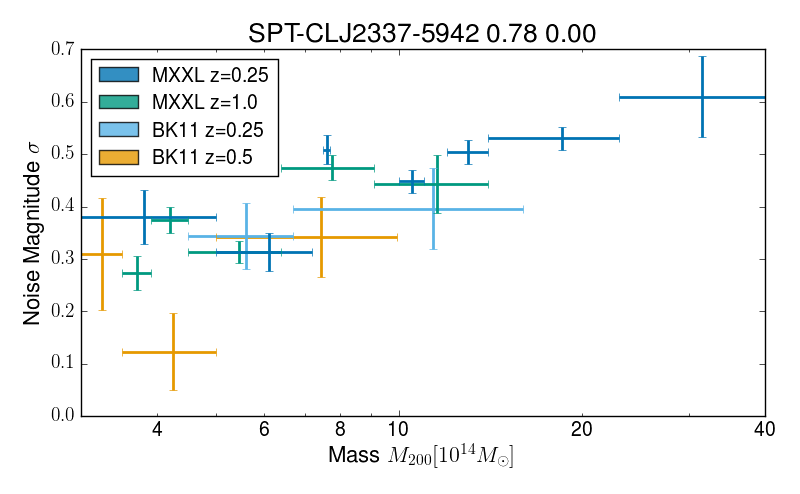 SPT-CLJ2337-5942 0.78 0.00
0.7
0.6
0.5
0.4
0.3
0.2
0.1
0.0
Noise Magnitude σ
MXXL z=0.25
MXXL z=1.0
BK11 z=0.25
BK11 z=0.5
4 6 8 10 20 40
Mass M₂₀₀[10¹⁴M☉]